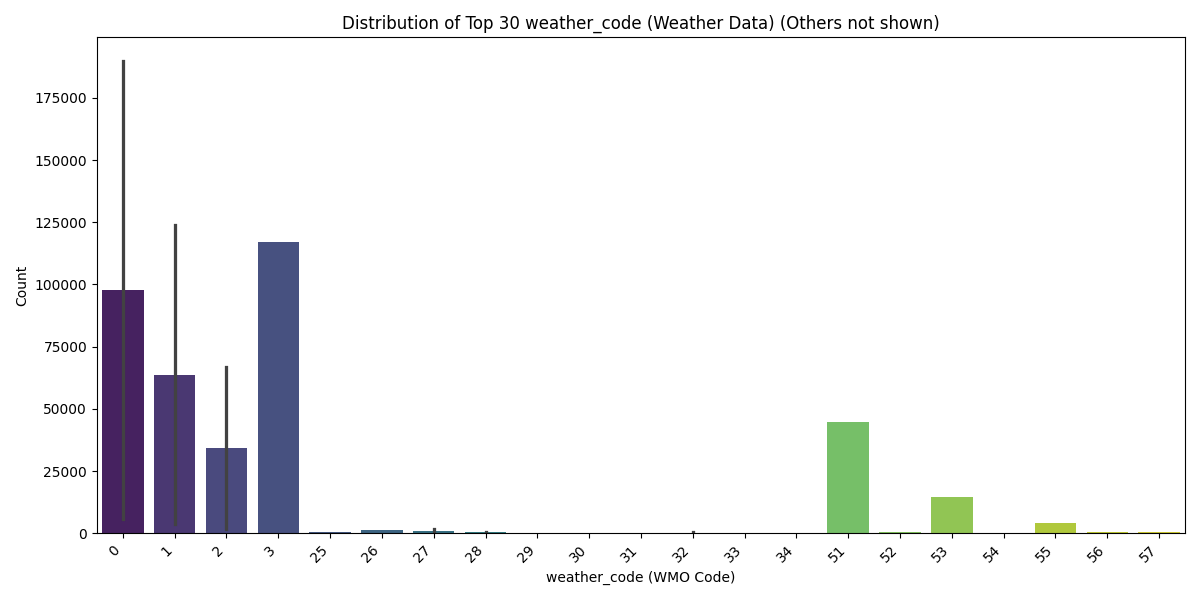 Distribution of Top 30 weather_code (Weather Data) (Others not shown)
175000
150000
125000
100000
75000
50000
25000
0
Count
0 1 2 3 25 26 27 28 29 30 31 32 33 34 51 52 53 54 55 56 57
weather_code (WMO Code)